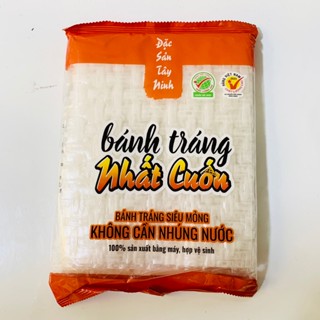 Đặc
Sản
Tây
Ninh
bánh tráng
Nhất Cuốn
BÁNH TRÁNG SIÊU MỎNG
KHÔNG CẦN NHÚNG NƯỚC
100% sản xuất bằng máy, hợp vệ sinh